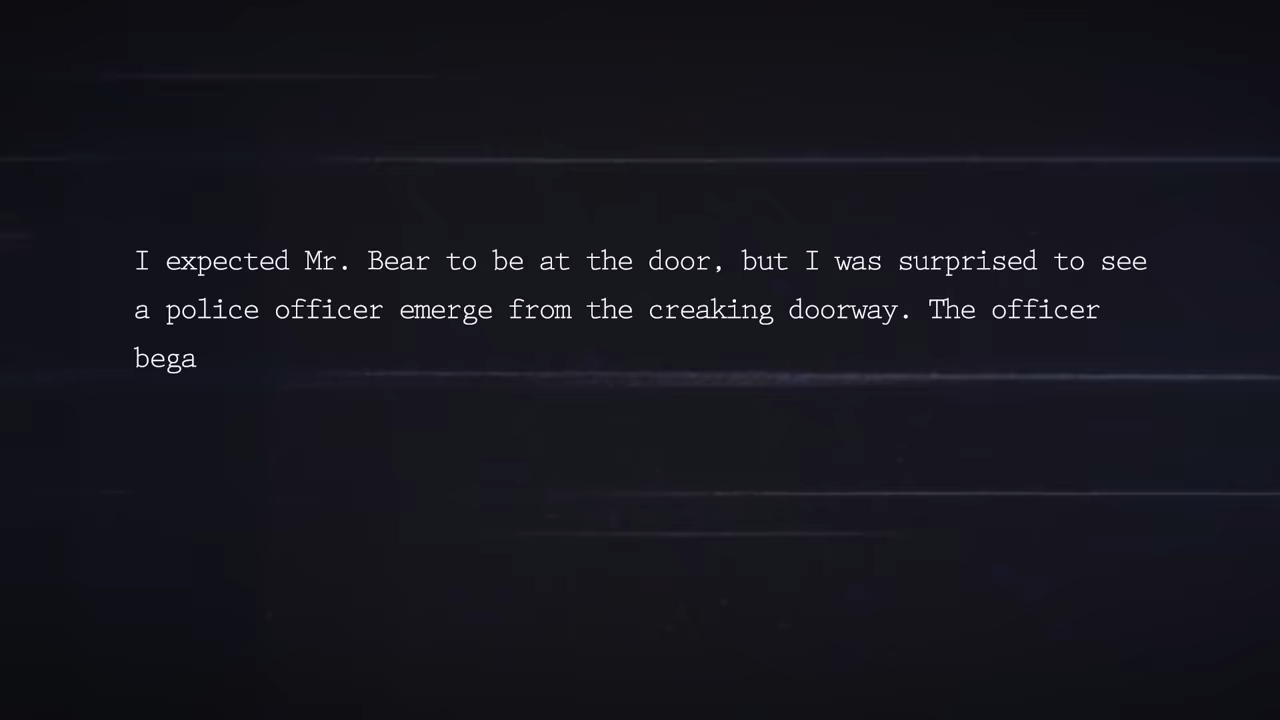 I expected Mr. Bear to be at the door, but I was surprised to see
a police officer emerge from the creaking doorway. The officer
bega